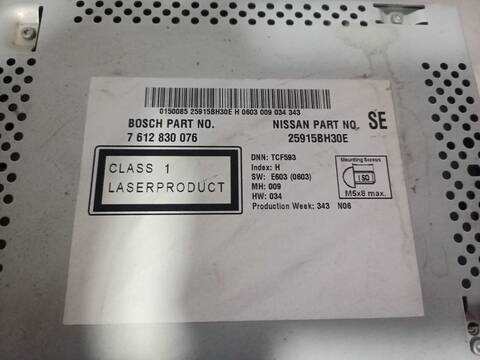 0150085 25915BH30E H 0603 009 034 343
BOSCH PART NO.
7 612 830 076
NISSAN PART NO.
25915BH30E
SE
CLASS 1
LASERPRODUCT
DNN: TCF593
Index: H
SW: E603 (0603)
MH: 009
HW: 034
Production Week: 343 N06
Mounting Screws
ISO
M5x8 max.